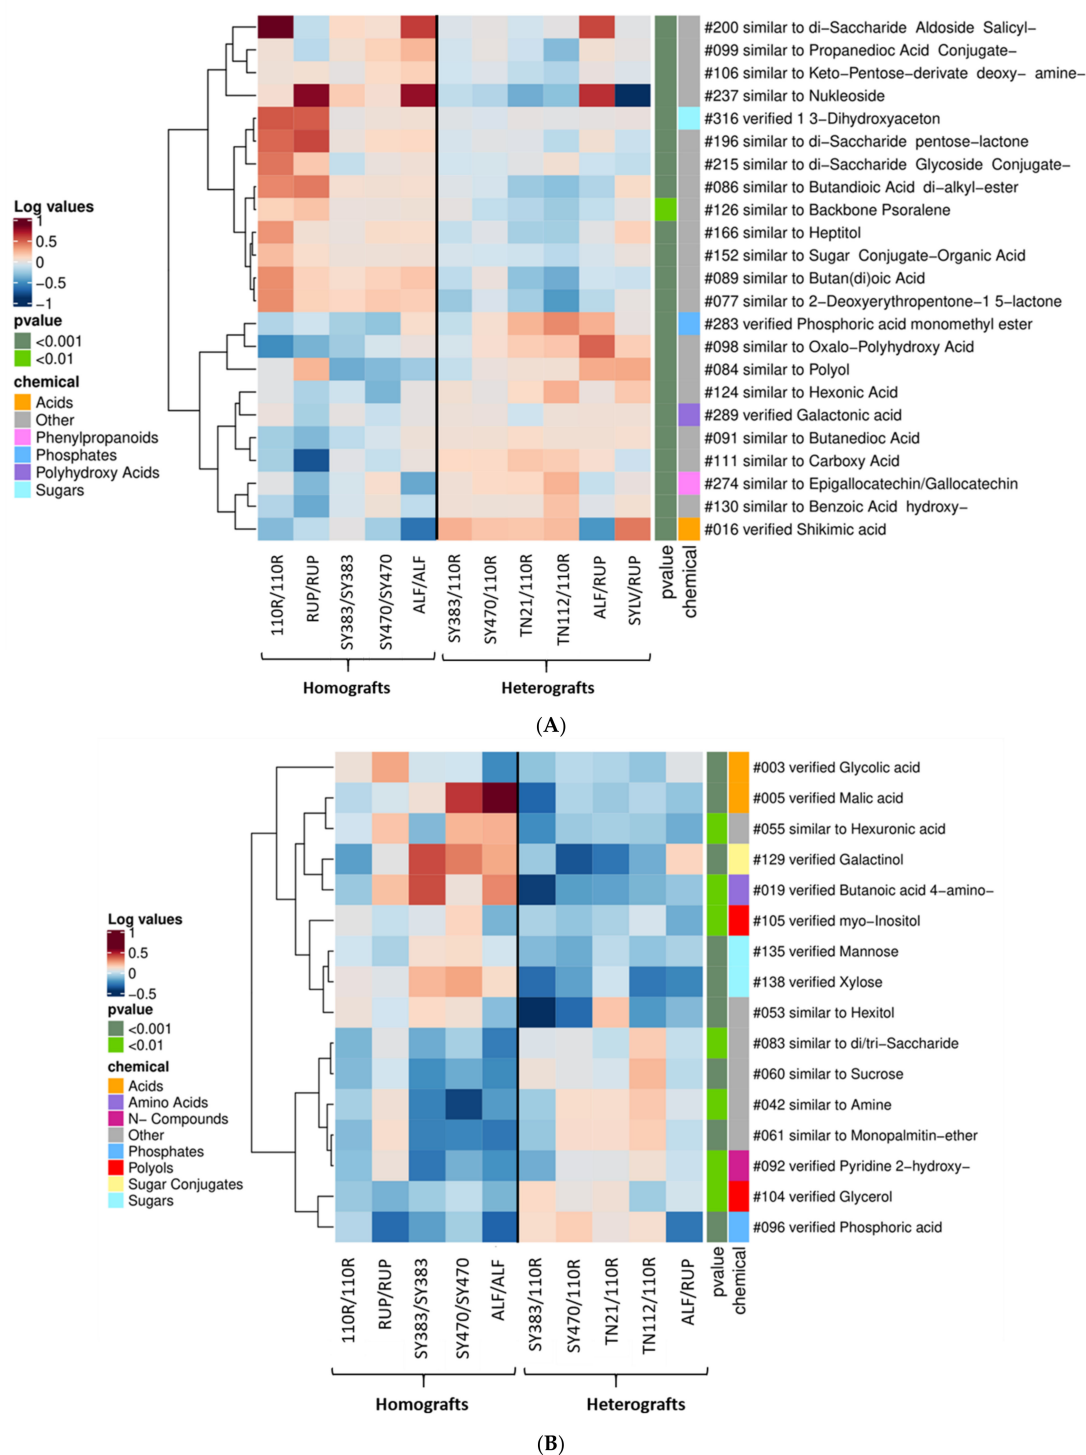 #200 similar to di−Saccharide Aldoside Salicyl−
#099 similar to Propanedioc Acid Conjugate−
#106 similar to Keto−Pentose−derivate deoxy− amine−
#237 similar to Nukleoside
#316 verified 1 3−Dihydroxyaceton
#196 similar to di−Saccharide pentose−lactone
#215 similar to di−Saccharide Glycoside Conjugate−
#086 similar to Butandioic Acid di−alkyl−ester
#126 similar to Backbone Psoralene
#166 similar to Heptitol
#152 similar to Sugar Conjugate−Organic Acid
#089 similar to Butan(di)oic Acid
#077 similar to 2−Deoxyerythropentone−1 5−lactone
#283 verified Phosphoric acid monomethyl ester
#098 similar to Oxalo−Polyhydroxy Acid
#084 similar to Polyol
#124 similar to Hexonic Acid
#289 verified Galactonic acid
#091 similar to Butanedioc Acid
#111 similar to Carboxy Acid
#274 similar to Epigallocatechin/Gallocatechin
#130 similar to Benzoic Acid hydroxy−
#016 verified Shikimic acid
Log values
1
0.5
0
−0.5
−1
pvalue
<0.001
<0.01
chemical
Acids
Other
Phenylpropanoids
Phosphates
Polyhydroxy Acids
Sugars
110R/110R
RUP/RUP
SY383/SY383
SY470/SY470
ALF/ALF
SY383/110R
SY470/110R
TN21/110R
TN112/110R
ALF/RUP
SYLV/RUP
pvalue
chemical
Homografts
Heterografts
(A)
#003 verified Glycolic acid
#005 verified Malic acid
#055 similar to Hexuronic acid
#129 verified Galactinol
#019 verified Butanoic acid 4−amino−
#105 verified myo−Inositol
#135 verified Mannose
#138 verified Xylose
#053 similar to Hexitol
#083 similar to di/tri−Saccharide
#060 similar to Sucrose
#042 similar to Amine
#061 similar to Monopalmitin−ether
#092 verified Pyridine 2−hydroxy−
#104 verified Glycerol
#096 verified Phosphoric acid
Log values
1
0.5
0
−0.5
pvalue
<0.001
<0.01
chemical
Acids
Amino Acids
N− Compounds
Other
Phosphates
Polyols
Sugar Conjugates
Sugars
110R/110R
RUP/RUP
SY383/SY383
SY470/SY470
ALF/ALF
SY383/110R
SY470/110R
TN21/110R
TN112/110R
ALF/RUP
pvalue
chemical
Homografts
Heterografts
(B)